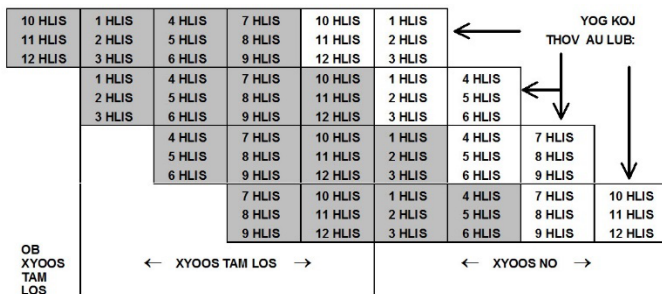 10 HLIS 1 HLIS 4 HLIS 7 HLIS 10 HLIS 1 HLIS YOG KOJ
11 HLIS 2 HLIS 5 HLIS 8 HLIS 11 HLIS 2 HLIS THOV AU LUB:
12 HLIS 3 HLIS 6 HLIS 9 HLIS 12 HLIS 3 HLIS
1 HLIS 4 HLIS 7 HLIS 10 HLIS 1 HLIS 4 HLIS
2 HLIS 5 HLIS 8 HLIS 11 HLIS 2 HLIS 5 HLIS
3 HLIS 6 HLIS 9 HLIS 12 HLIS 3 HLIS 6 HLIS
4 HLIS 7 HLIS 10 HLIS 1 HLIS 4 HLIS 7 HLIS
5 HLIS 8 HLIS 11 HLIS 2 HLIS 5 HLIS 8 HLIS
6 HLIS 9 HLIS 12 HLIS 3 HLIS 6 HLIS 9 HLIS
7 HLIS 10 HLIS 1 HLIS 4 HLIS 7 HLIS 10 HLIS
8 HLIS 11 HLIS 2 HLIS 5 HLIS 8 HLIS 11 HLIS
9 HLIS 12 HLIS 3 HLIS 6 HLIS 9 HLIS 12 HLIS
OB
XYOOS ← XYOOS TAM LOS → ← XYOOS NO →
TAM
LOS